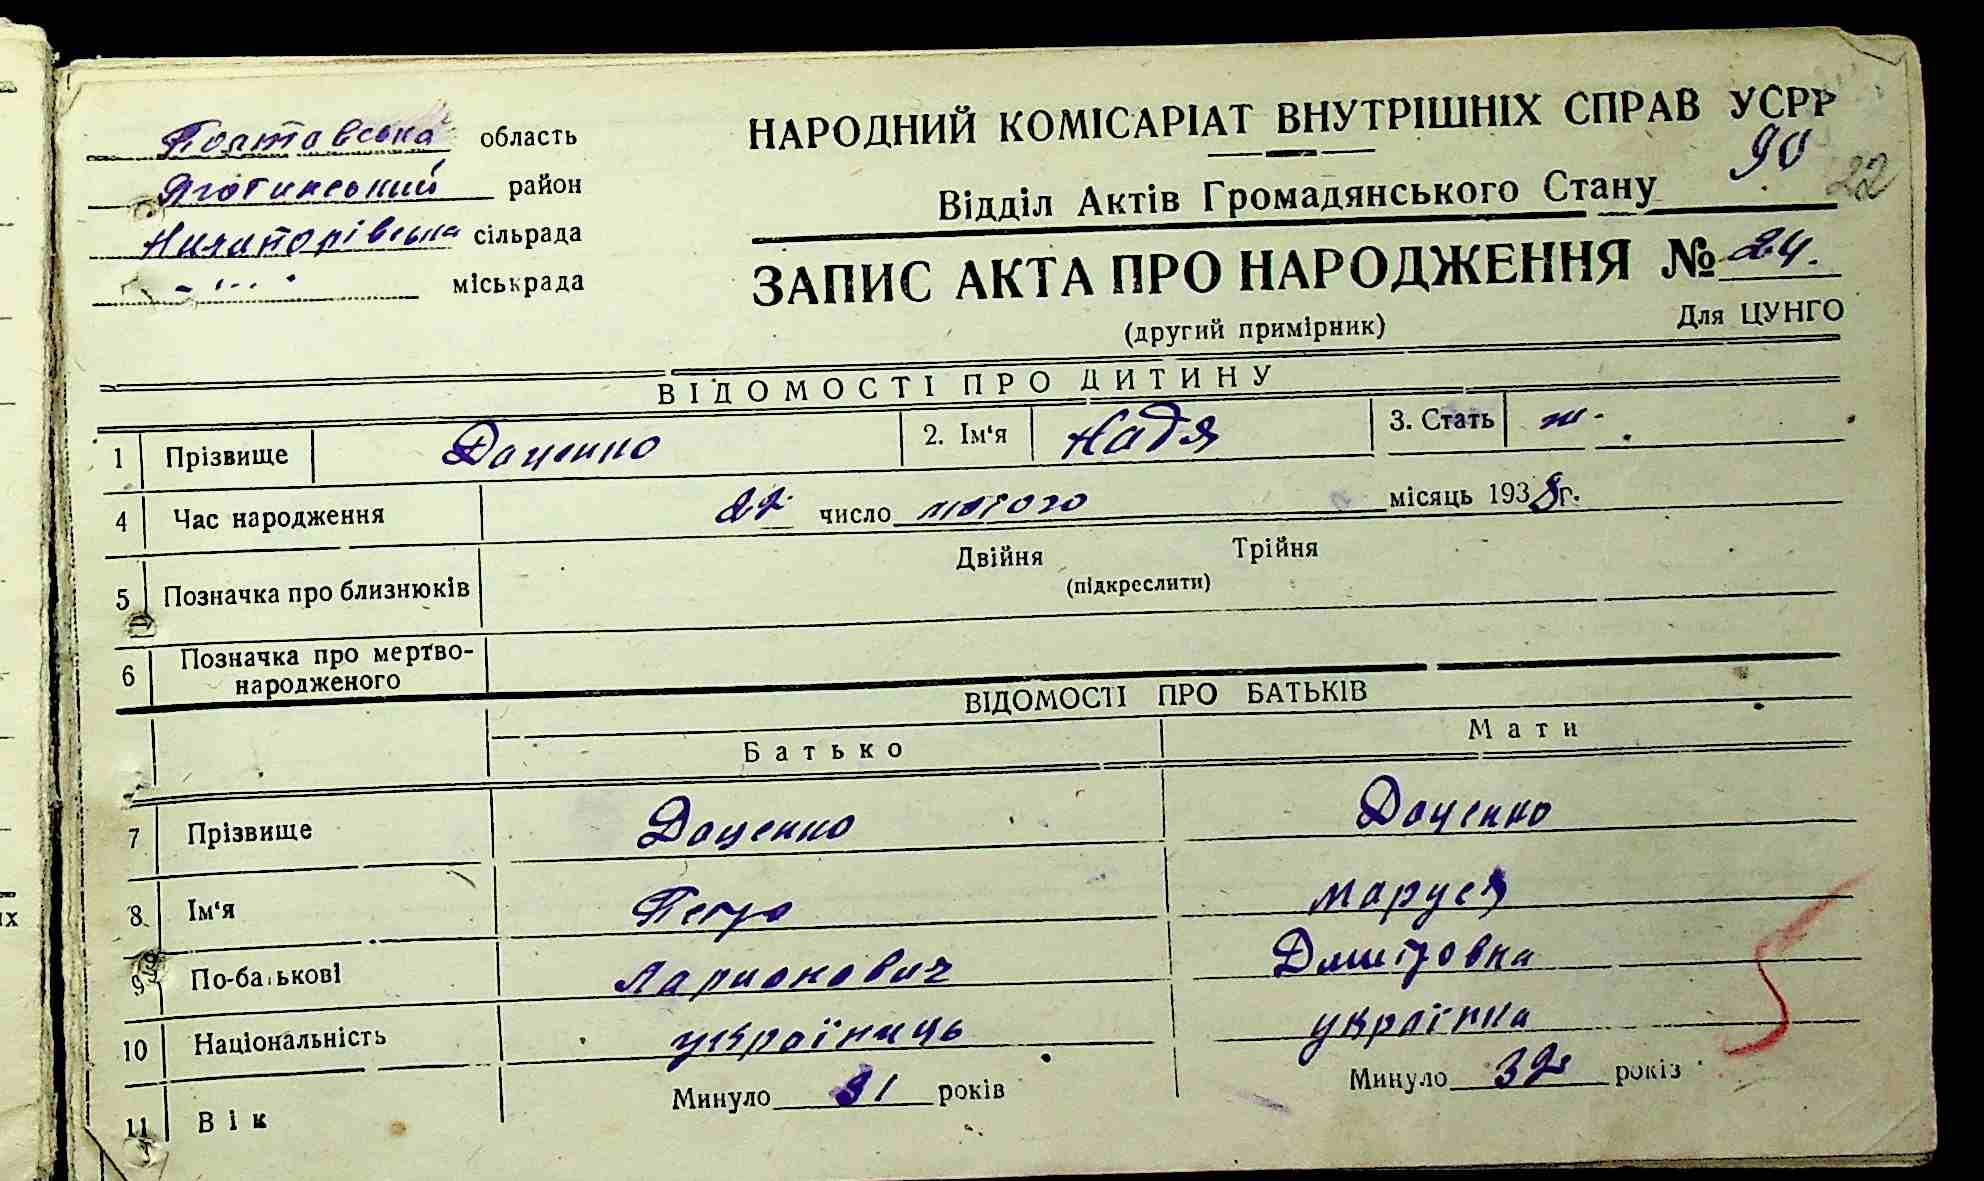 Полтавська область
Яготинський район
Ничипорівська сільрада
міськрада
НАРОДНИЙ КОМІСАРІАТ ВНУТРІШНІХ СПРАВ УСРР
90
22
Відділ Актів Громадянського Стану
ЗАПИС АКТА ПРО НАРОДЖЕННЯ № 24.
(другий примірник) Для ЦУНГО
ВІДОМОСТІ ПРО ДИТИНУ
1 Прізвище Доценко 2. Ім‘я Надя 3. Стать ж.
4 Час народження число лютого місяць 1938 г.
5 Позначка про близнюків Двійня Трійня
(підкреслити)
6 Позначка про мертво-
народженого
ВІДОМОСТІ ПРО БАТЬКІВ
Батько Мати
7 Прізвище Доценко Доценко
8 Ім‘я Петро Маруся
9 По-батькові Ларионович Дмитровна
10 Національність українець українка
11 Вік Минуло 31 років Минуло років